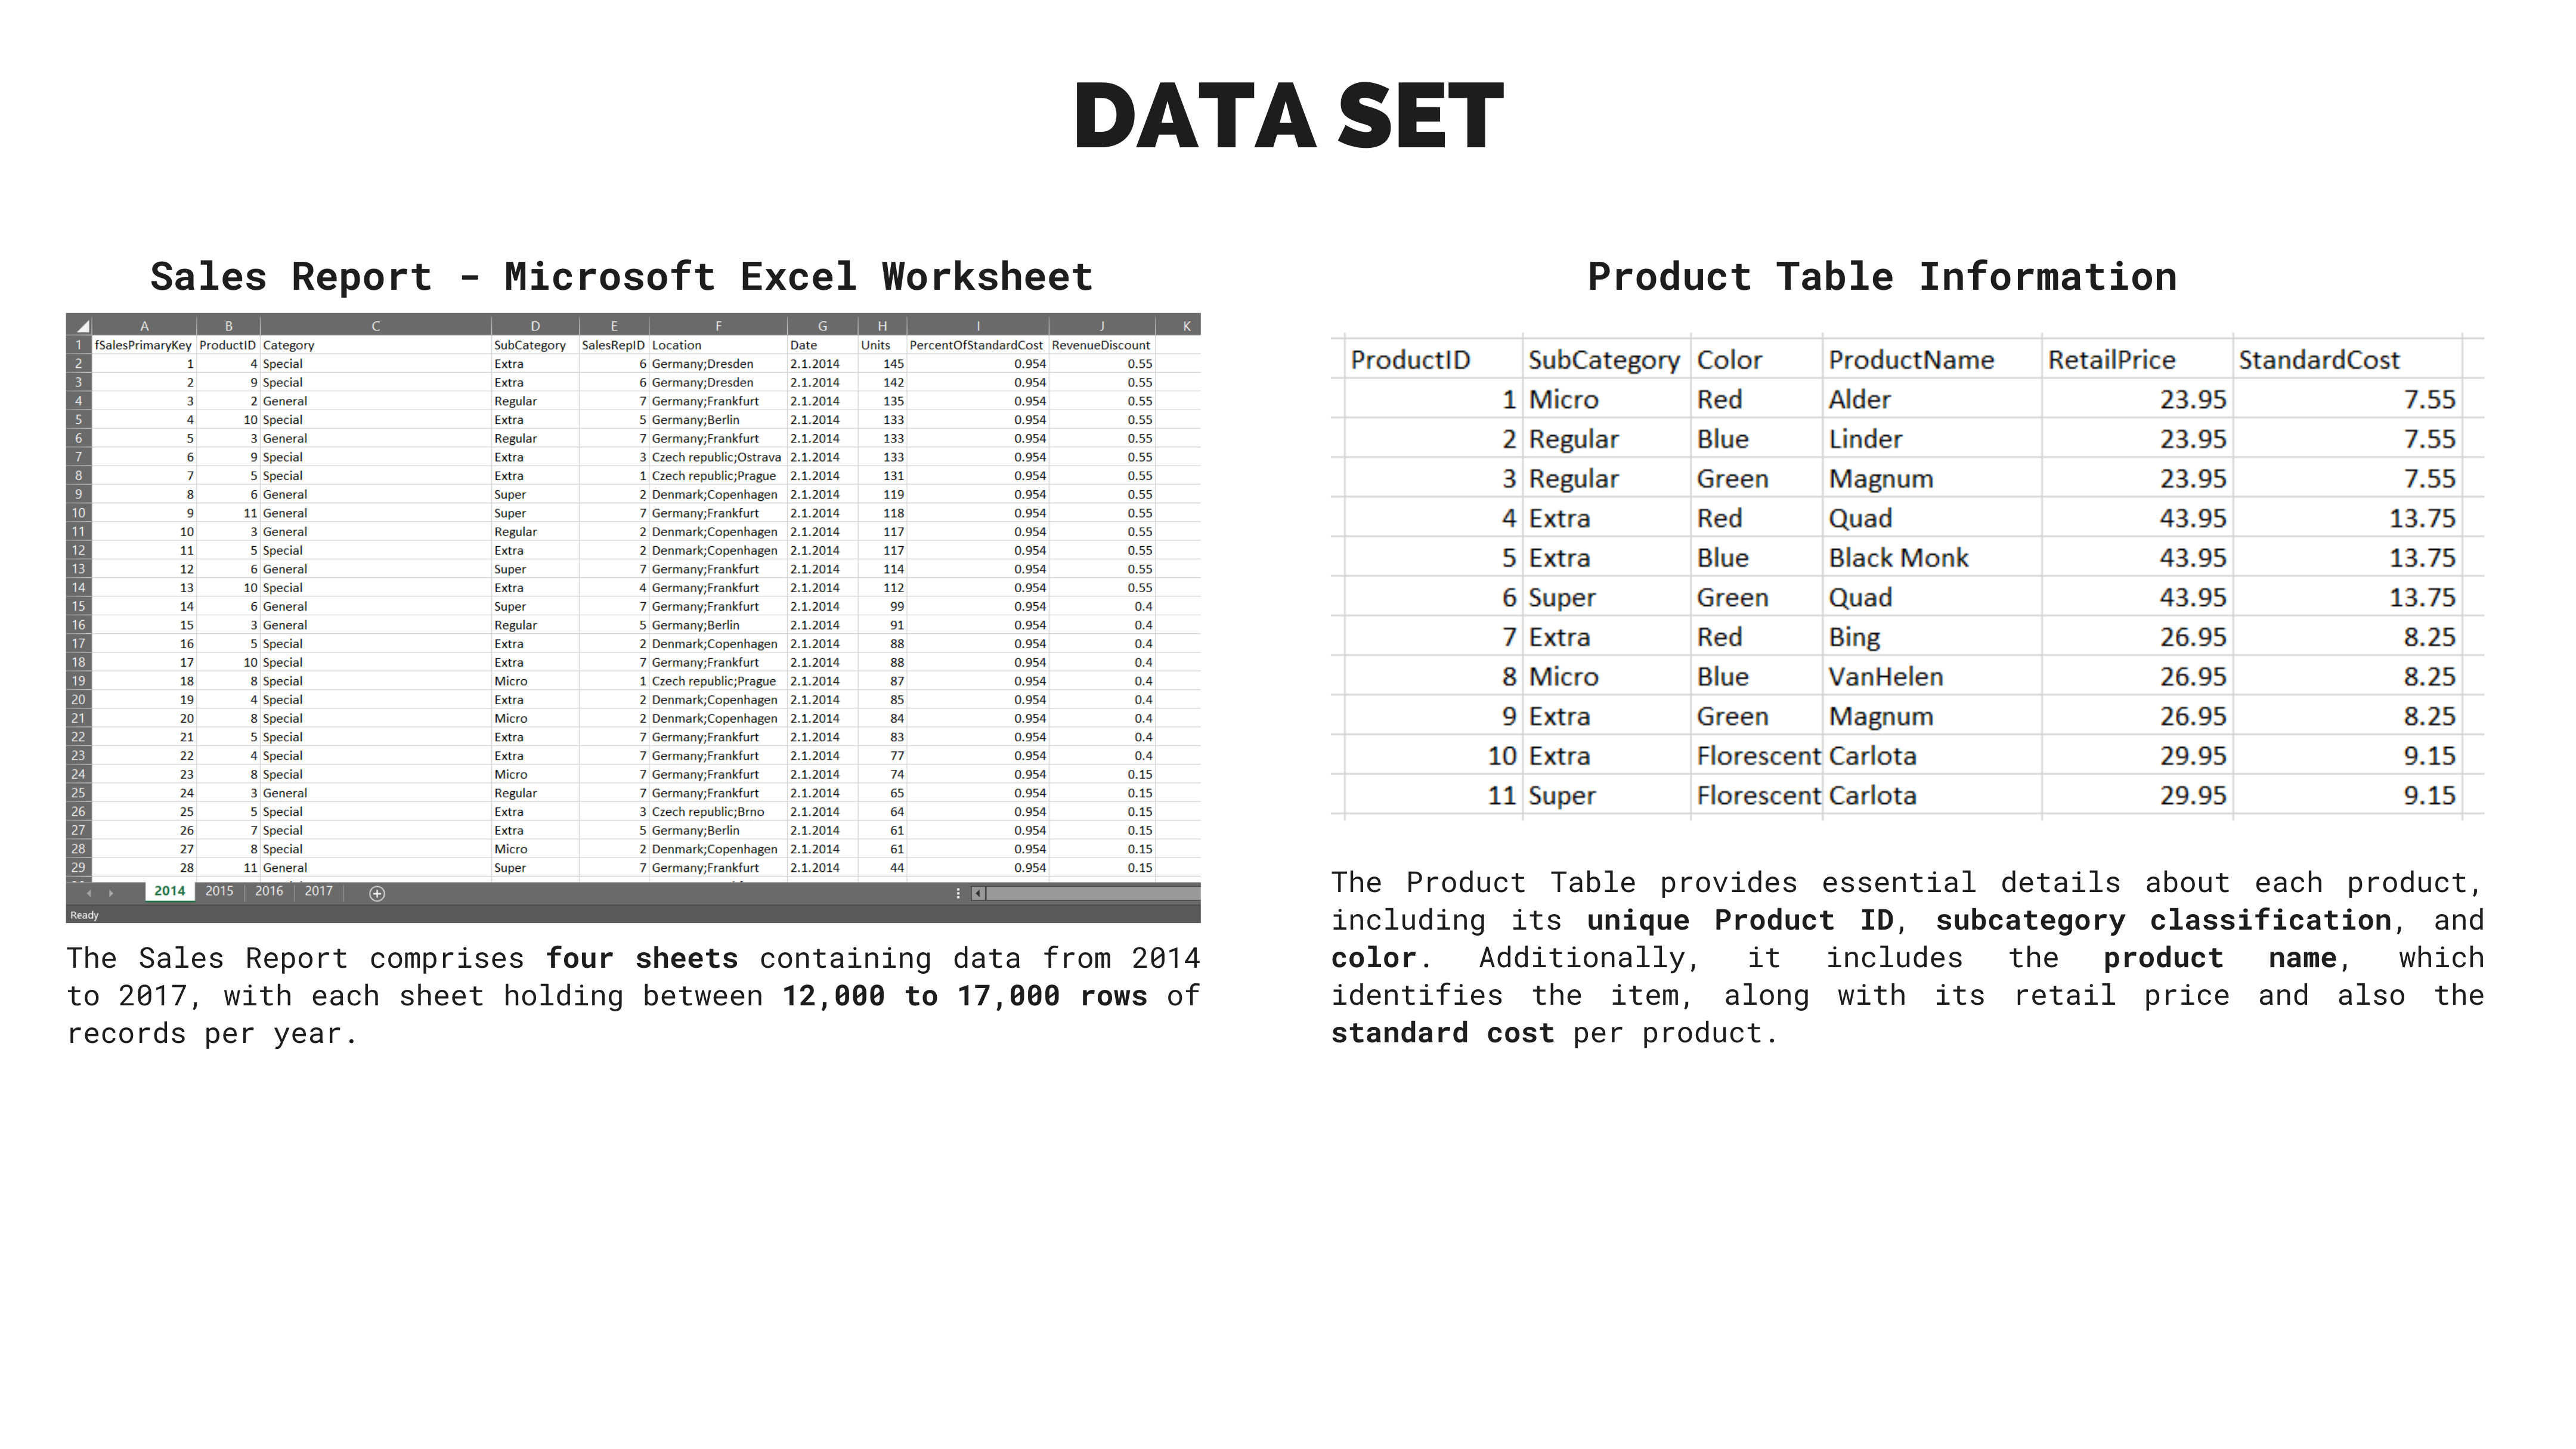 DATA SET
Sales Report - Microsoft Excel Worksheet
A B C D E F G H I J K
1 fSalesPrimaryKey ProductID Category SubCategory SalesRepID Location Date Units PercentOfStandardCost RevenueDiscount
2 1 4 Special Extra 6 Germany;Dresden 2.1.2014 145 0.954 0.55
3 2 9 Special Extra 6 Germany;Dresden 2.1.2014 142 0.954 0.55
4 3 2 General Regular 7 Germany;Frankfurt 2.1.2014 135 0.954 0.55
5 4 10 Special Extra 5 Germany;Berlin 2.1.2014 133 0.954 0.55
6 5 3 General Regular 7 Germany;Frankfurt 2.1.2014 133 0.954 0.55
7 6 9 Special Extra 3 Czech republic;Ostrava 2.1.2014 133 0.954 0.55
8 7 5 Special Extra 1 Czech republic;Prague 2.1.2014 131 0.954 0.55
9 8 6 General Super 2 Denmark;Copenhagen 2.1.2014 119 0.954 0.55
10 9 11 General Super 7 Germany;Frankfurt 2.1.2014 118 0.954 0.55
11 10 3 General Regular 2 Denmark;Copenhagen 2.1.2014 117 0.954 0.55
12 11 5 Special Extra 2 Denmark;Copenhagen 2.1.2014 117 0.954 0.55
13 12 6 General Super 7 Germany;Frankfurt 2.1.2014 114 0.954 0.55
14 13 10 Special Extra 4 Germany;Frankfurt 2.1.2014 112 0.954 0.55
15 14 6 General Super 7 Germany;Frankfurt 2.1.2014 99 0.954 0.4
16 15 3 General Regular 5 Germany;Berlin 2.1.2014 91 0.954 0.4
17 16 5 Special Extra 2 Denmark;Copenhagen 2.1.2014 88 0.954 0.4
18 17 10 Special Extra 7 Germany;Frankfurt 2.1.2014 88 0.954 0.4
19 18 8 Special Micro 1 Czech republic;Prague 2.1.2014 87 0.954 0.4
20 19 4 Special Extra 2 Denmark;Copenhagen 2.1.2014 85 0.954 0.4
21 20 8 Special Micro 2 Denmark;Copenhagen 2.1.2014 84 0.954 0.4
22 21 5 Special Extra 7 Germany;Frankfurt 2.1.2014 83 0.954 0.4
23 22 4 Special Extra 7 Germany;Frankfurt 2.1.2014 77 0.954 0.4
24 23 8 Special Micro 7 Germany;Frankfurt 2.1.2014 74 0.954 0.15
25 24 3 General Regular 7 Germany;Frankfurt 2.1.2014 65 0.954 0.15
26 25 5 Special Extra 3 Czech republic;Brno 2.1.2014 64 0.954 0.15
27 26 7 Special Extra 5 Germany;Berlin 2.1.2014 61 0.954 0.15
28 27 8 Special Micro 2 Denmark;Copenhagen 2.1.2014 61 0.954 0.15
29 28 11 General Super 7 Germany;Frankfurt 2.1.2014 44 0.954 0.15
2014 2015 2016 2017
Ready
The Sales Report comprises four sheets containing data from 2014
to 2017, with each sheet holding between 12,000 to 17,000 rows of
records per year.
Product Table Information
ProductID SubCategory Color ProductName RetailPrice StandardCost
1 Micro Red Alder 23.95 7.55
2 Regular Blue Linder 23.95 7.55
3 Regular Green Magnum 23.95 7.55
4 Extra Red Quad 43.95 13.75
5 Extra Blue Black Monk 43.95 13.75
6 Super Green Quad 43.95 13.75
7 Extra Red Bing 26.95 8.25
8 Micro Blue VanHelen 26.95 8.25
9 Extra Green Magnum 26.95 8.25
10 Extra Florescent Carlota 29.95 9.15
11 Super Florescent Carlota 29.95 9.15
The Product Table provides essential details about each product,
including its unique Product ID, subcategory classification, and
color. Additionally, it includes the product name, which
identifies the item, along with its retail price and also the
standard cost per product.